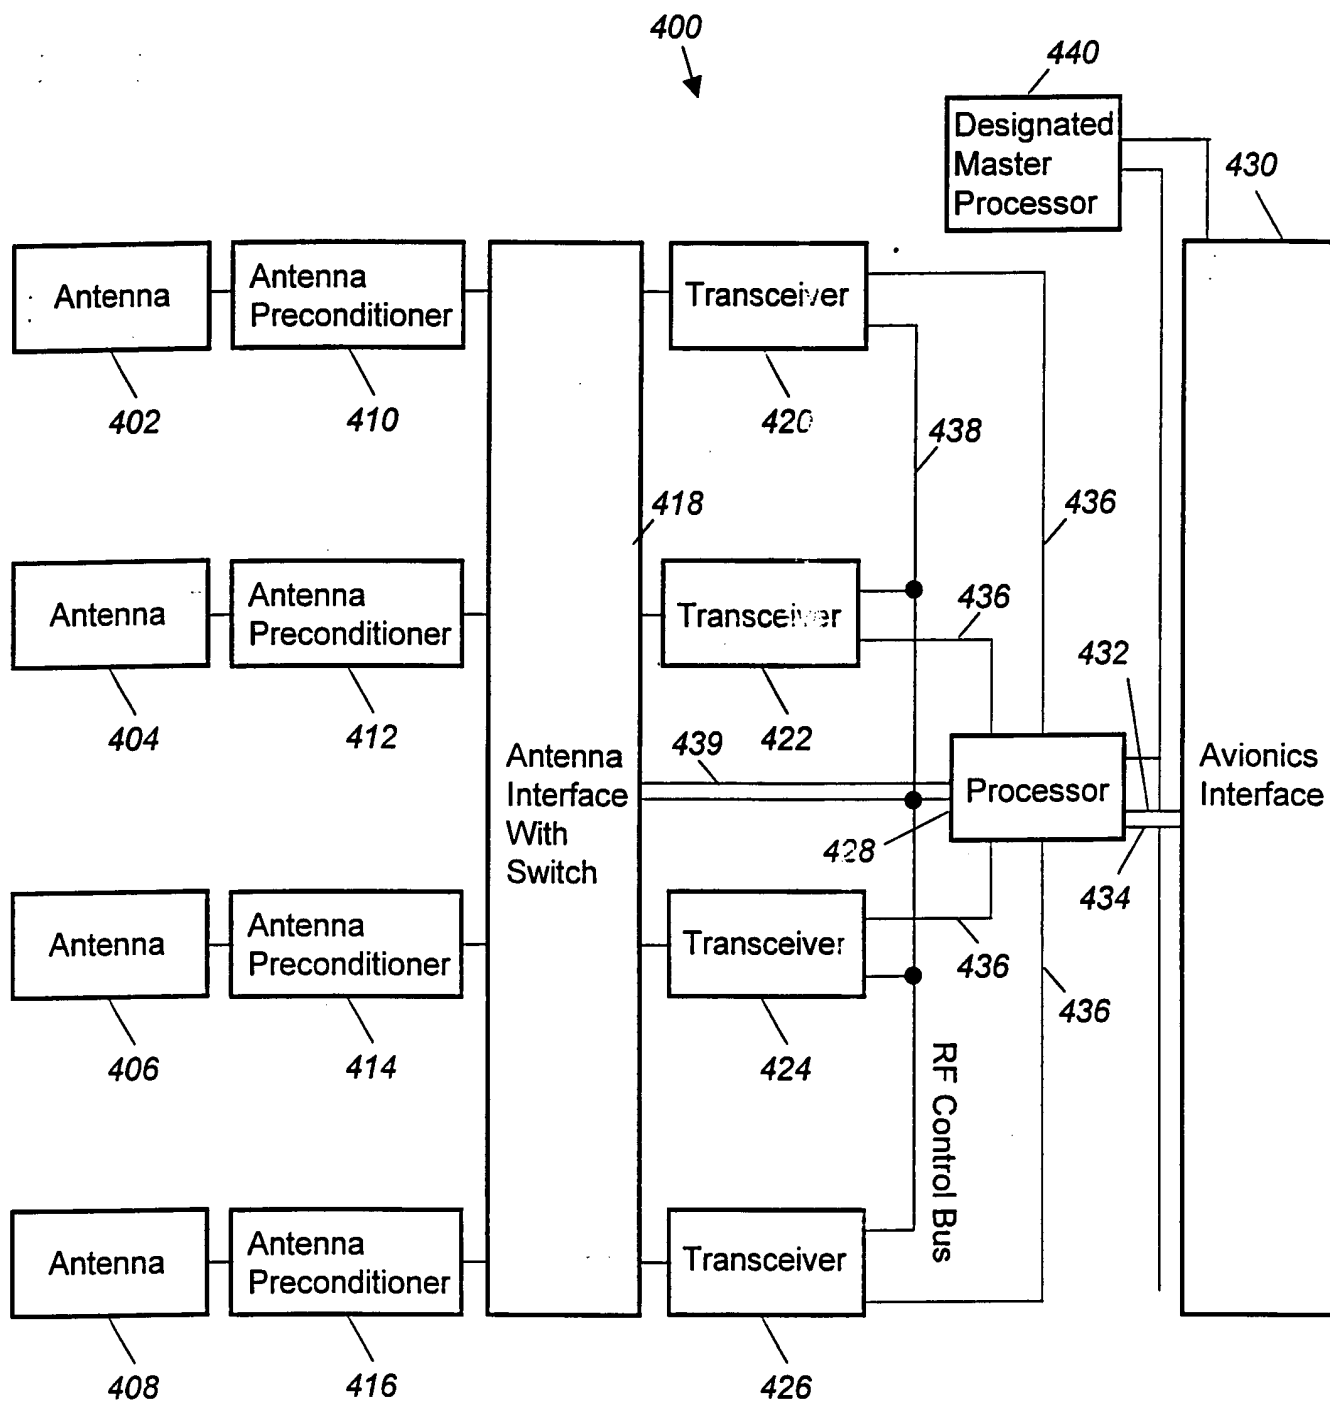 400
440
Designated
Master
Processor
430
Antenna
Antenna
Preconditioner
Transceiver
402
410
420
438
418
436
Antenna
Antenna
Preconditioner
Transceiver
436
432
404
412
422
439
Antenna
Interface
With
Switch
Processor
Avionics
Interface
428
434
Antenna
Antenna
Preconditioner
Transceiver
436
436
406
414
424
RF Control Bus
Antenna
Antenna
Preconditioner
Transceiver
408
416
426